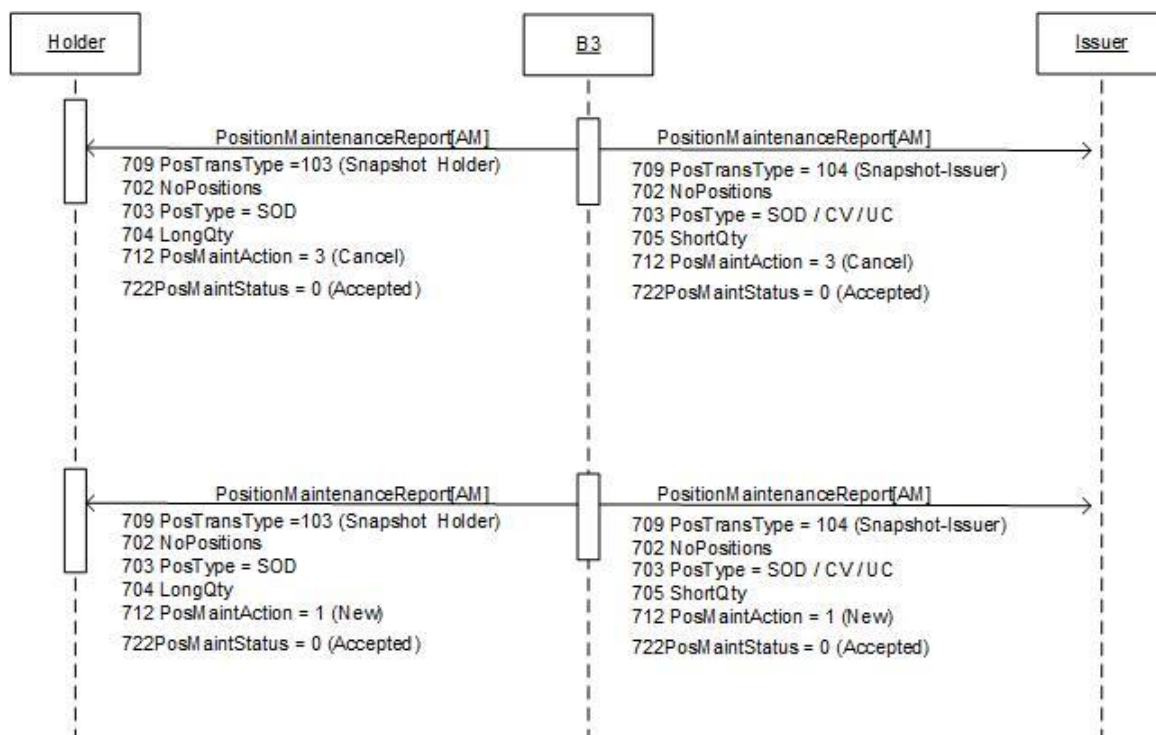 Holder
B3
Issuer
PositionMaintenanceReport[AM]
709 PosTransType =103 (Snapshot Holder)
702 NoPositions
703 PosType = SOD
704 LongQty
712 PosMaintAction = 3 (Cancel)
722PosMaintStatus = 0 (Accepted)
PositionMaintenanceReport[AM]
709 PosTransType = 104 (Snapshot-Issuer)
702 NoPositions
703 PosType = SOD / CV / UC
705 ShortQty
712 PosMaintAction = 3 (Cancel)
722PosMaintStatus = 0 (Accepted)
PositionMaintenanceReport[AM]
709 PosTransType =103 (Snapshot Holder)
702 NoPositions
703 PosType = SOD
704 LongQty
712 PosMaintAction = 1 (New)
722PosMaintStatus = 0 (Accepted)
PositionMaintenanceReport[AM]
709 PosTransType = 104 (Snapshot-Issuer)
702 NoPositions
703 PosType = SOD / CV / UC
705 ShortQty
712 PosMaintAction = 1 (New)
722PosMaintStatus = 0 (Accepted)